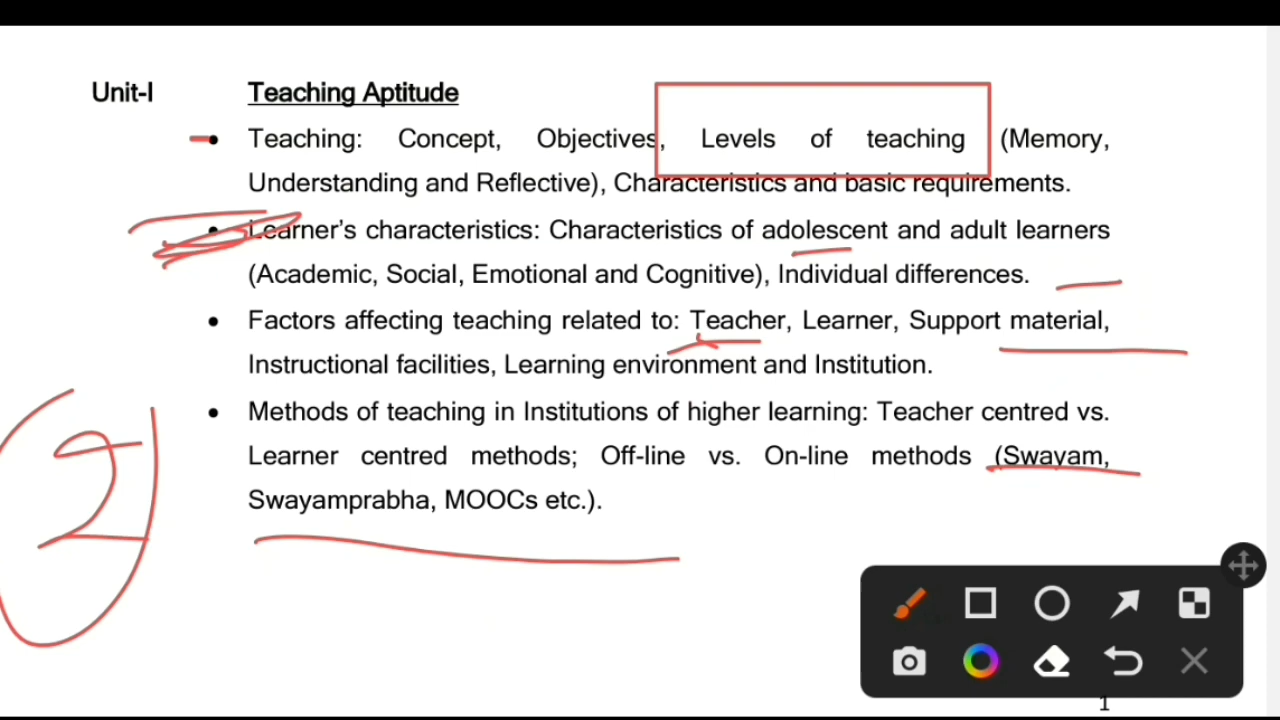 Unit-I Teaching Aptitude
• Teaching: Concept, Objectives, Levels of teaching (Memory,
Understanding and Reflective), Characteristics and basic requirements.
• Learner's characteristics: Characteristics of adolescent and adult learners
(Academic, Social, Emotional and Cognitive), Individual differences.
• Factors affecting teaching related to: Teacher, Learner, Support material,
Instructional facilities, Learning environment and Institution.
• Methods of teaching in Institutions of higher learning: Teacher centred vs.
Learner centred methods; Off-line vs. On-line methods (Swayam,
Swayamprabha, MOOCs etc.).
2
1